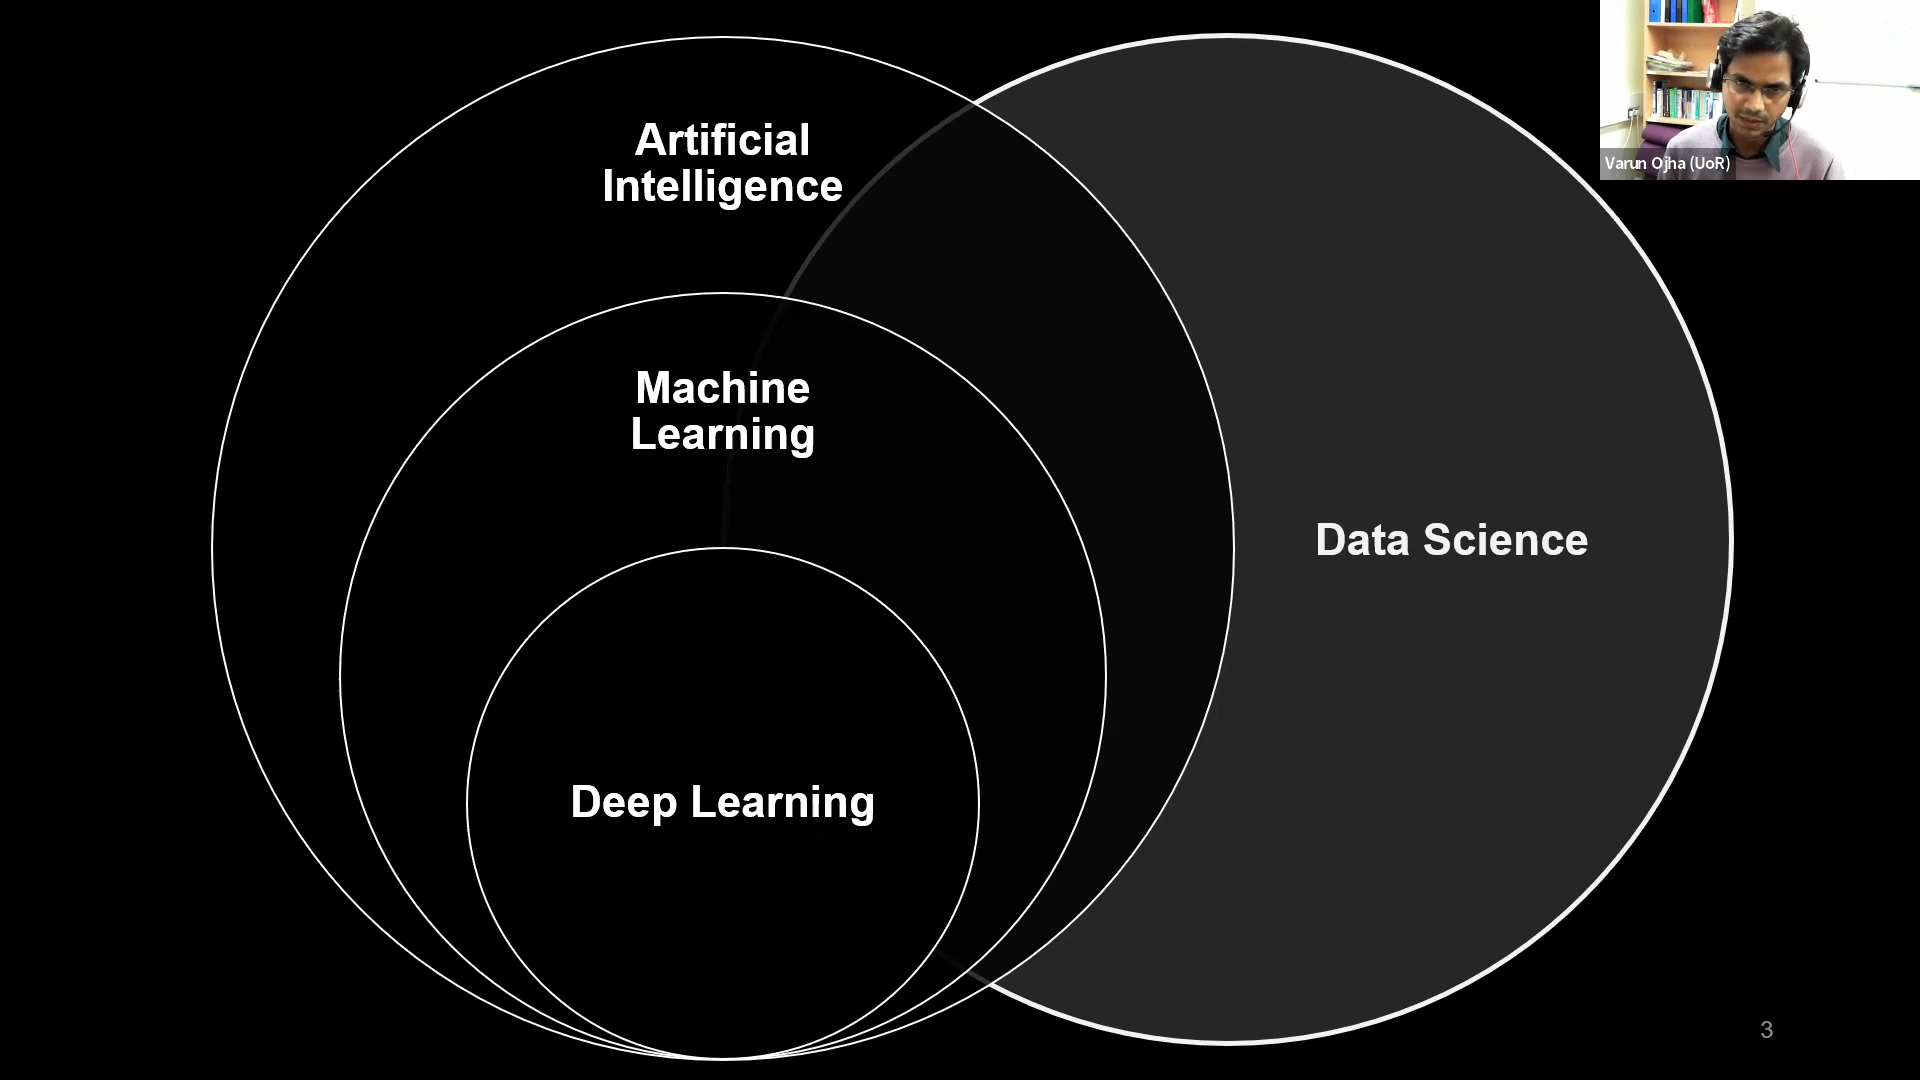 Artificial
Intelligence
Machine
Learning
Deep Learning
Data Science
Varun Ojha (UoR)
3